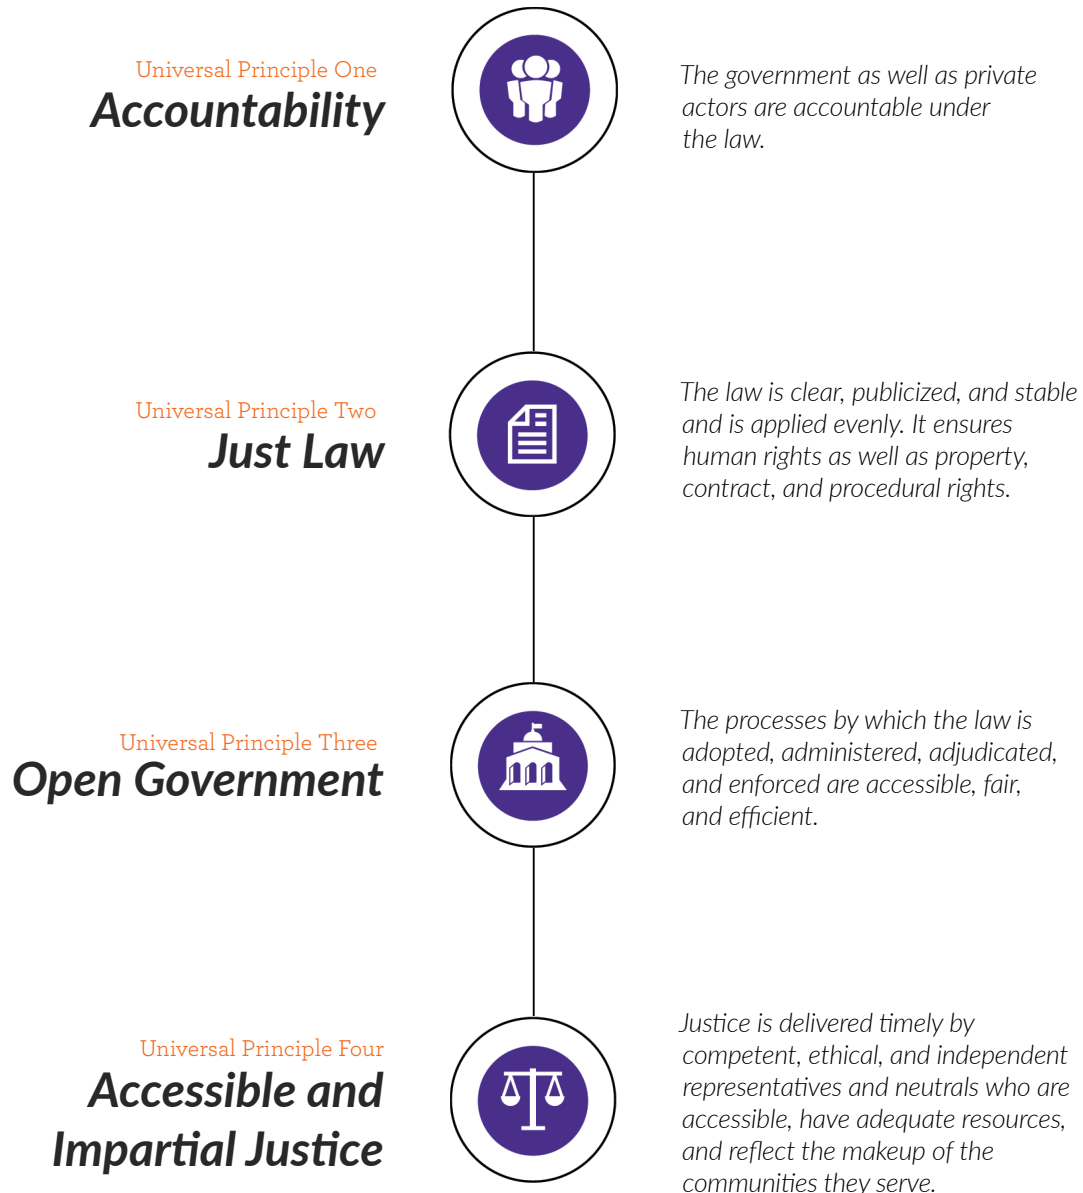 Universal Principle One
Accountability
The government as well as private
actors are accountable under
the law.
Universal Principle Two
Just Law
The law is clear, publicized, and stable
and is applied evenly. It ensures
human rights as well as property,
contract, and procedural rights.
Universal Principle Three
Open Government
The processes by which the law is
adopted, administered, adjudicated,
and enforced are accessible, fair,
and efficient.
Universal Principle Four
Accessible and
Impartial Justice
Justice is delivered timely by
competent, ethical, and independent
representatives and neutrals who are
accessible, have adequate resources,
and reflect the makeup of the
communities they serve.